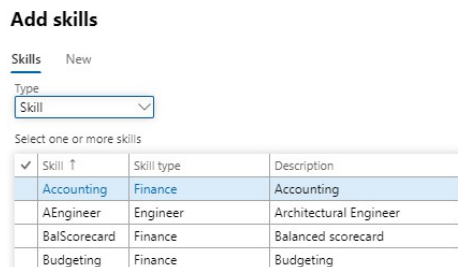 Add skills
Skills New
Type
Skill
Select one or more skills
✓ Skill ↑ Skill type Description
Accounting Finance Accounting
AEngineer Engineer Architectural Engineer
BalScorecard Finance Balanced scorecard
Budgeting Finance Budgeting